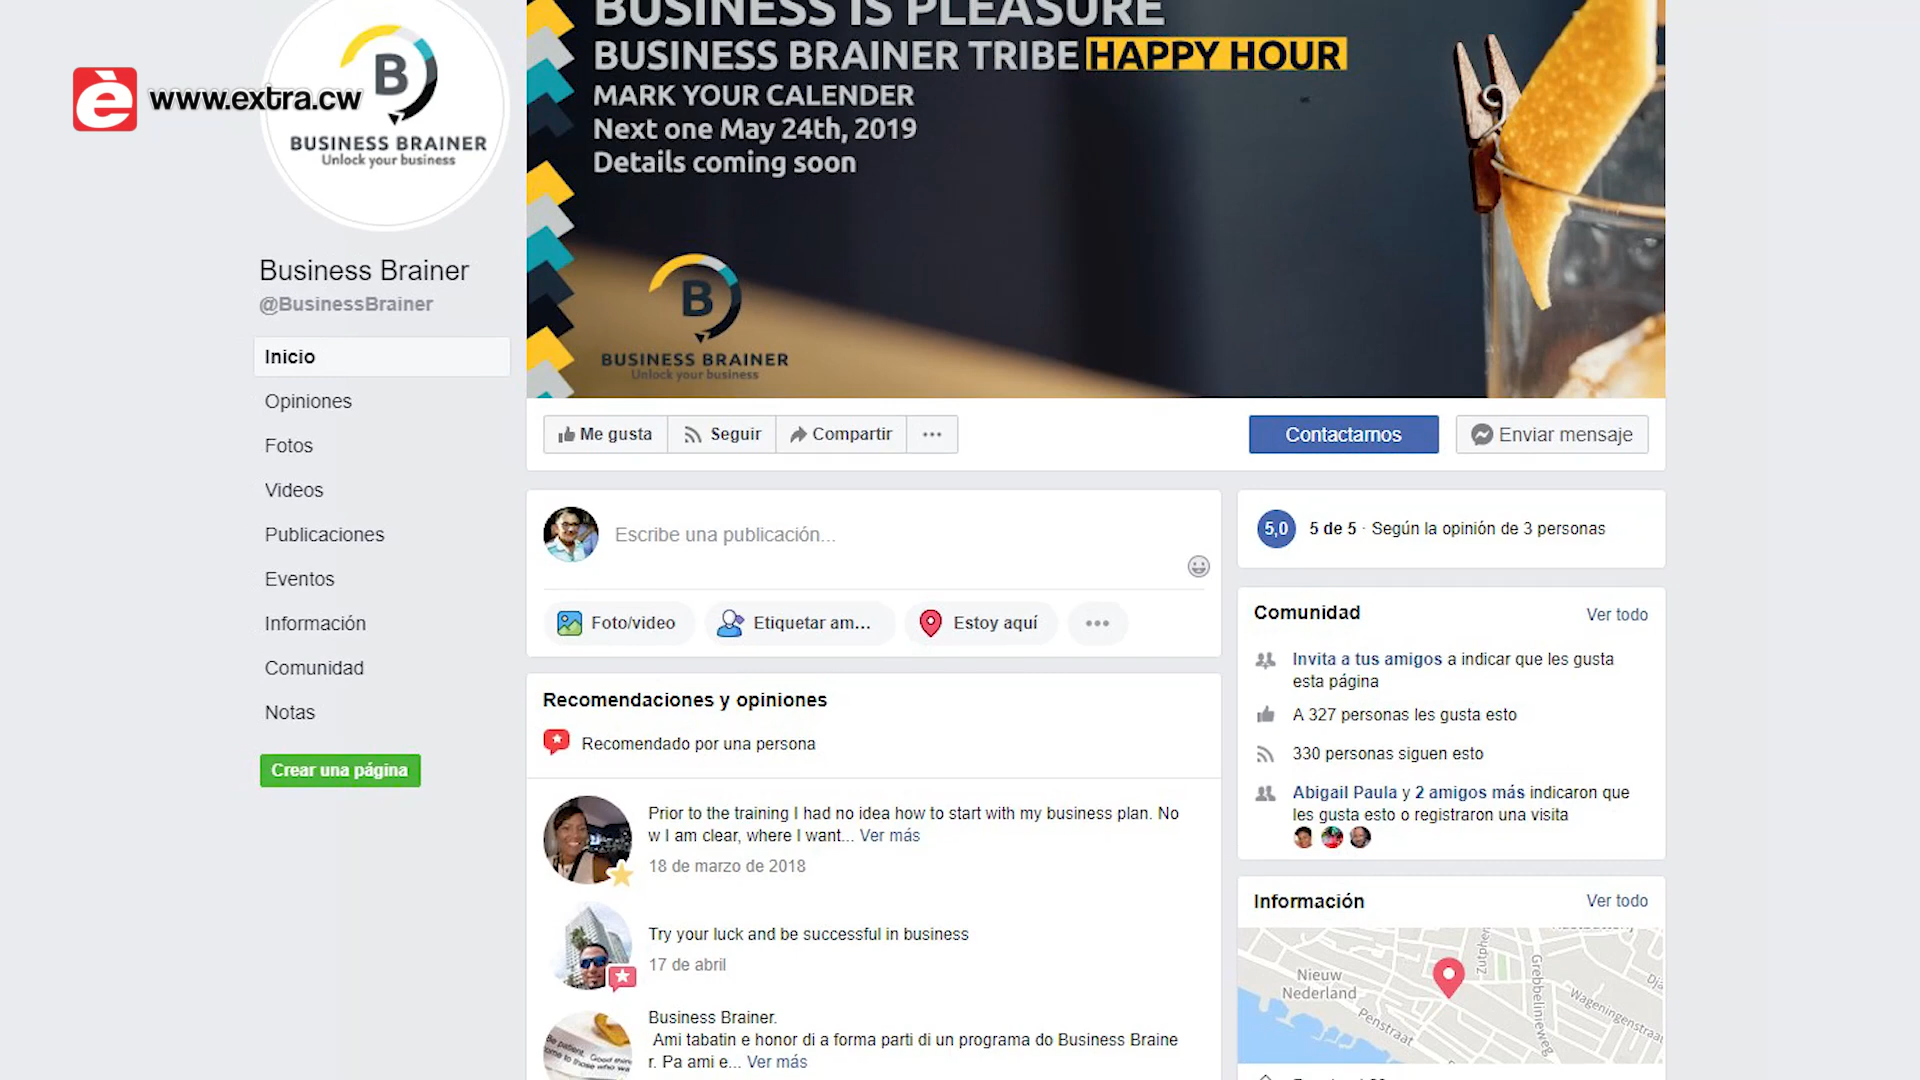 www.extra.cw
B
BUSINESS BRAINER
Unlock your business
Business Brainer
@BusinessBrainer
Inicio
Opiniones
Fotos
Videos
Publicaciones
Eventos
Información
Comunidad
Notas
Crear una página
BUSINESS IS PLEASURE
BUSINESS BRAINER TRIBE HAPPY HOUR
MARK YOUR CALENDER
Next one May 24th, 2019
Details coming soon
B
BUSINESS BRAINER
Unlock your business
Me gusta
Seguir
Compartir
Contactarnos
Enviar mensaje
Escribe una publicación...
Foto/video
Etiquetar am...
Estoy aquí
Recomendaciones y opiniones
Recomendado por una persona
Prior to the training I had no idea how to start with my business plan. No
w I am clear, where I want... Ver más
18 de marzo de 2018
Try your luck and be successful in business
17 de abril
Business Brainer.
Ami tabatin e honor di a forma parti di un programa do Business Braine
r. Pa ami e... Ver más
5,0 5 de 5 · Según la opinión de 3 personas
Comunidad
Ver todo
Invita a tus amigos a indicar que les gusta
esta página
A 327 personas les gusta esto
330 personas siguen esto
Abigail Paula y 2 amigos más indicaron que
les gusta esto o registraron una visita
Información
Ver todo
Nieuw
Nederland
Penstraat
Grebbelinieweg
Wageningenstraat